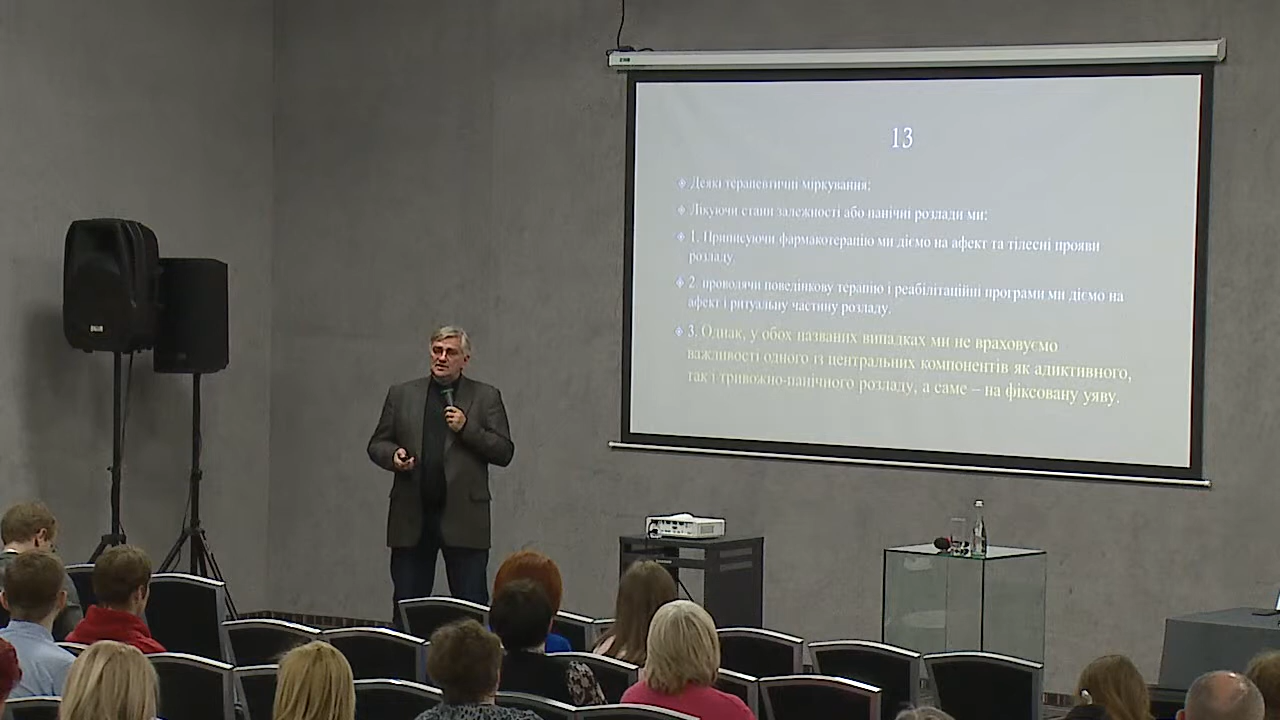 13
Деякі терапевтичні міркування:
Лікуючи стани залежності або панічні розлади ми:
1. Приписуючи фармакотерапію ми діємо на афект та тілесні прояви
розладу.
2. проводячи поведінкову терапію і реабілітаційні програми ми діємо на
афект і ритуальну частину розладу.
3. Однак, у обох названих випадках ми не враховуємо
важливості одного із центральних компонентів як адиктивного,
так і тривожно-панічного розладу, а саме – на фіксовану уяву.